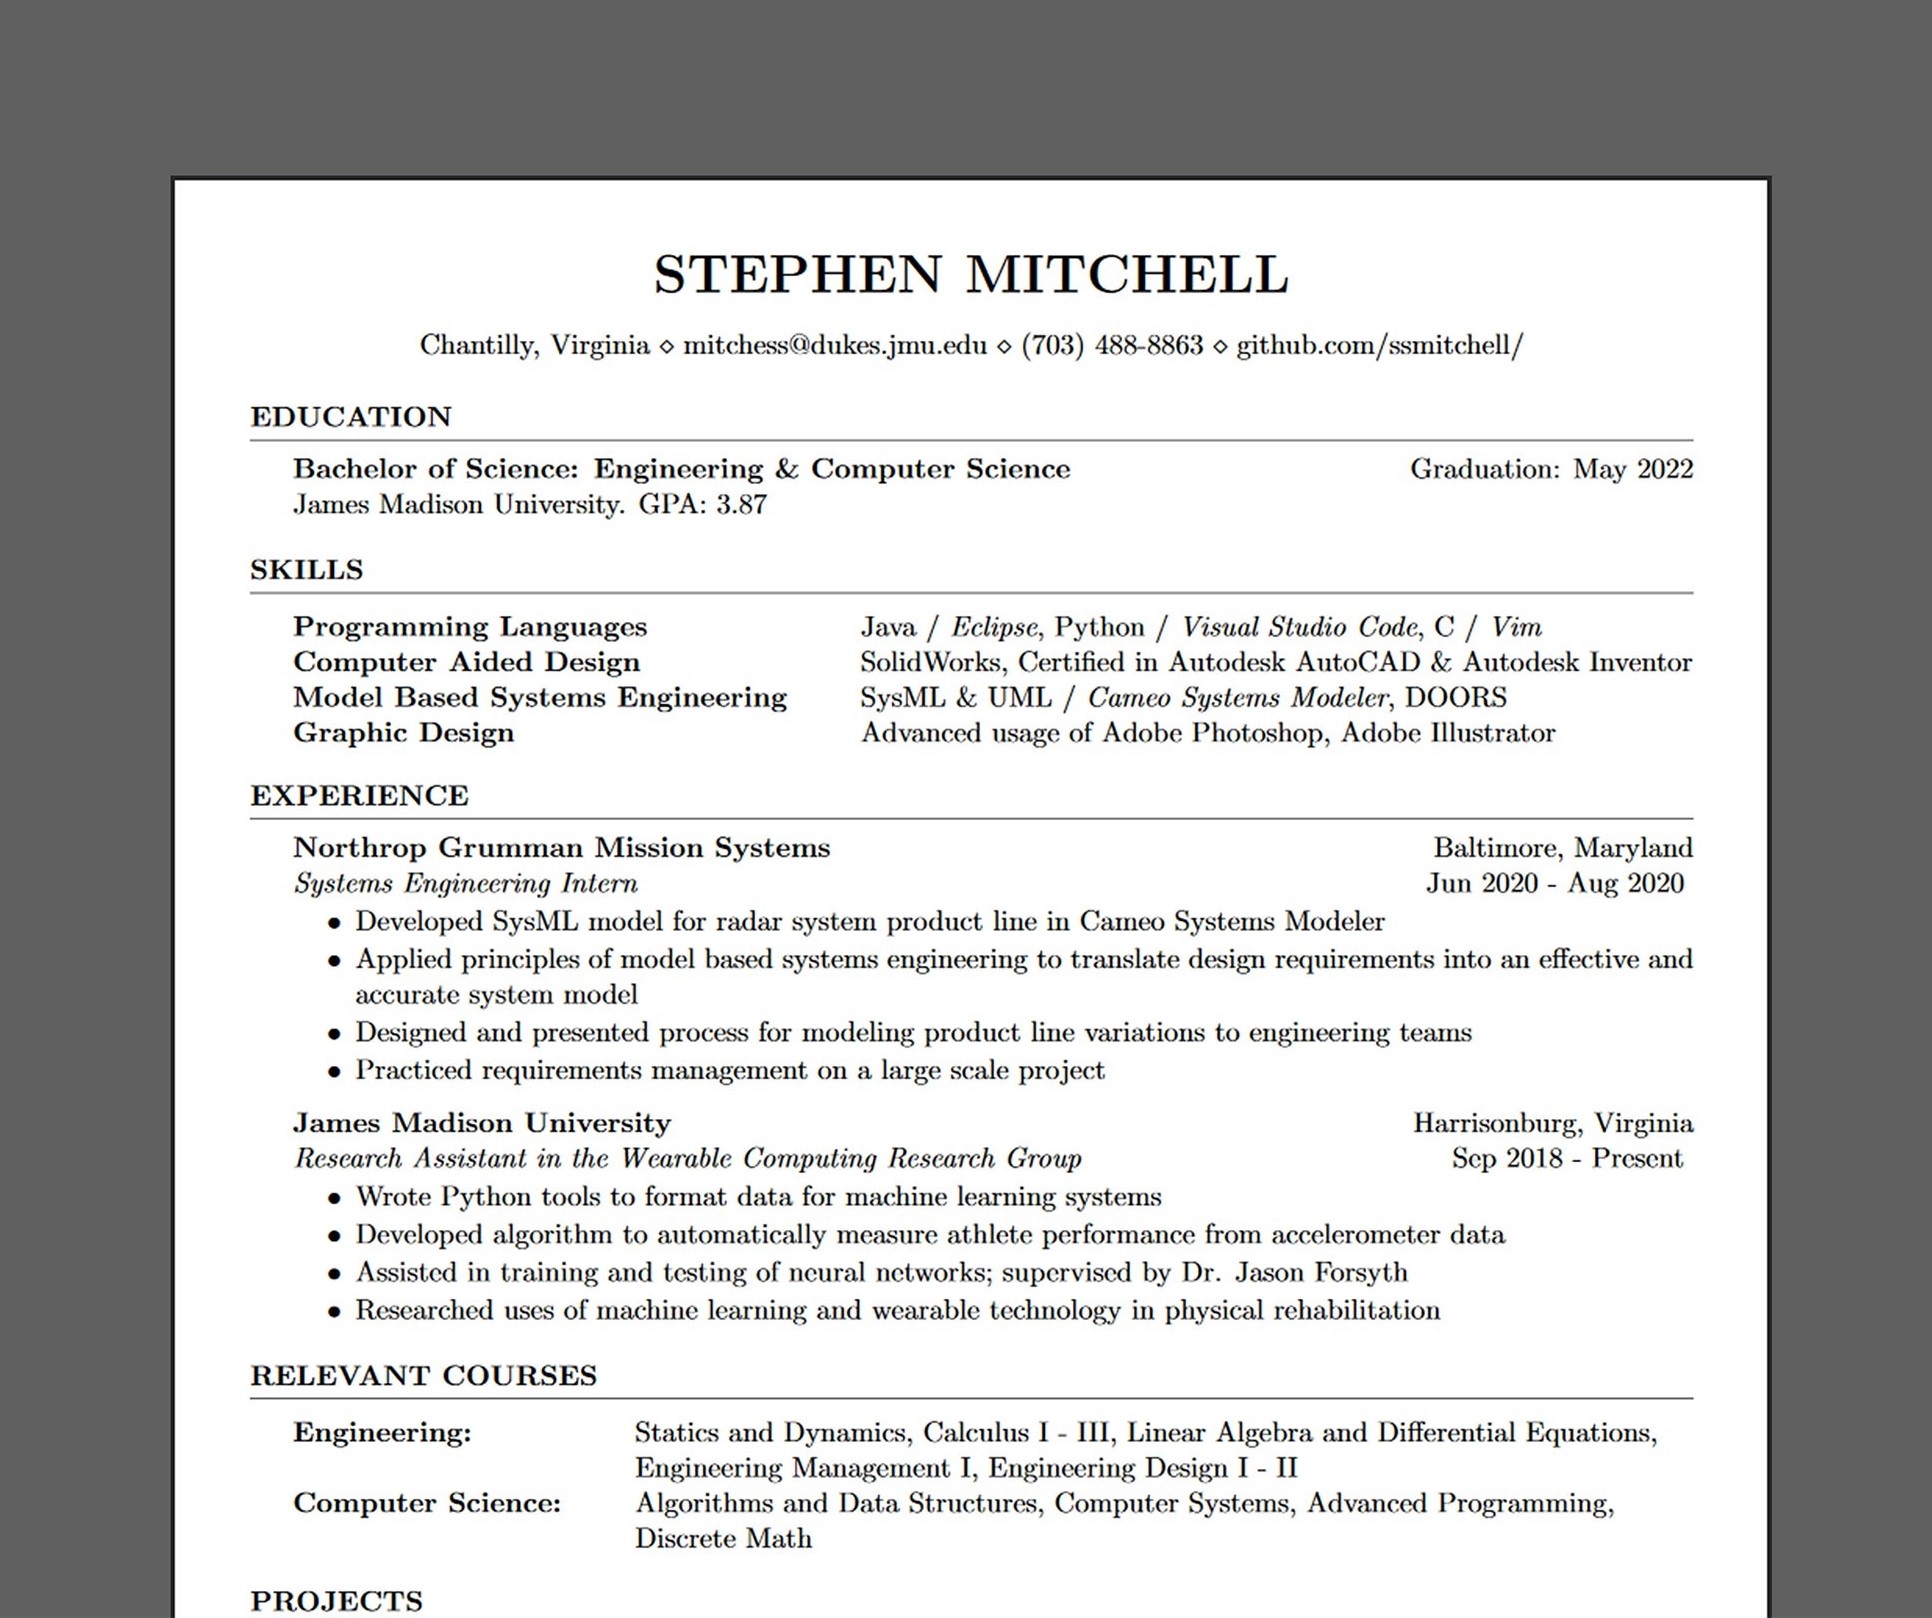 STEPHEN MITCHELL
Chantilly, Virginia ⋄ mitchess@dukes.jmu.edu ⋄ (703) 488-8863 ⋄ github.com/ssmitchell/
EDUCATION
Bachelor of Science: Engineering & Computer Science Graduation: May 2022
James Madison University. GPA: 3.87
SKILLS
Programming Languages Java / Eclipse, Python / Visual Studio Code, C / Vim
Computer Aided Design SolidWorks, Certified in Autodesk AutoCAD & Autodesk Inventor
Model Based Systems Engineering SysML & UML / Cameo Systems Modeler, DOORS
Graphic Design Advanced usage of Adobe Photoshop, Adobe Illustrator
EXPERIENCE
Northrop Grumman Mission Systems Baltimore, Maryland
Systems Engineering Intern Jun 2020 - Aug 2020
• Developed SysML model for radar system product line in Cameo Systems Modeler
• Applied principles of model based systems engineering to translate design requirements into an effective and
accurate system model
• Designed and presented process for modeling product line variations to engineering teams
• Practiced requirements management on a large scale project
James Madison University Harrisonburg, Virginia
Research Assistant in the Wearable Computing Research Group Sep 2018 - Present
• Wrote Python tools to format data for machine learning systems
• Developed algorithm to automatically measure athlete performance from accelerometer data
• Assisted in training and testing of neural networks; supervised by Dr. Jason Forsyth
• Researched uses of machine learning and wearable technology in physical rehabilitation
RELEVANT COURSES
Engineering: Statics and Dynamics, Calculus I - III, Linear Algebra and Differential Equations,
Engineering Management I, Engineering Design I - II
Computer Science: Algorithms and Data Structures, Computer Systems, Advanced Programming,
Discrete Math
PROJECTS